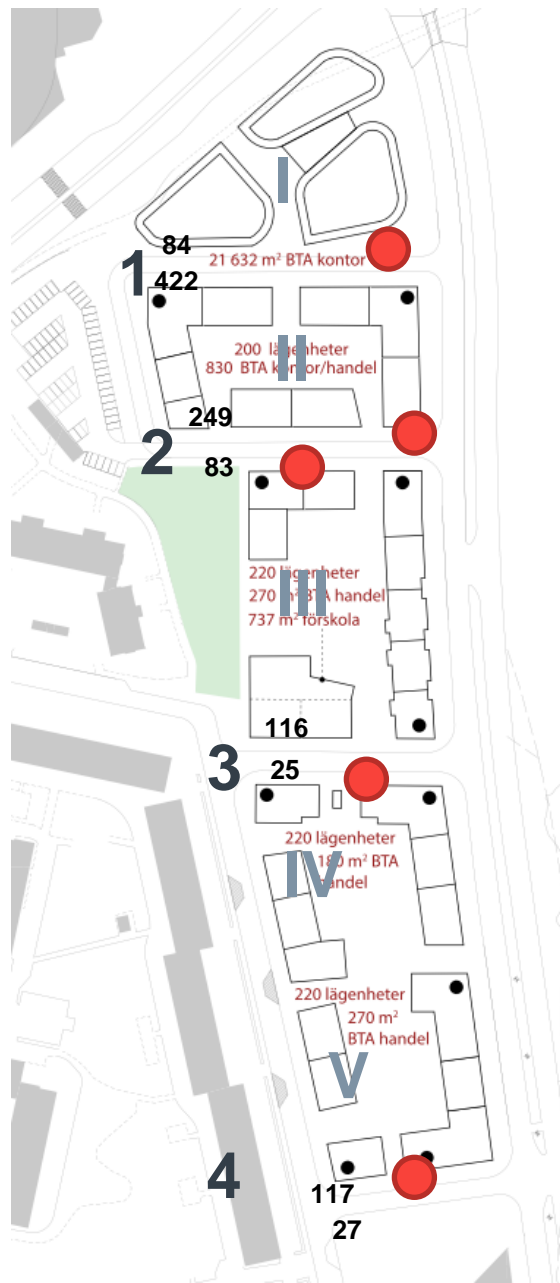 I
84
21 632 m² BTA kontor
1
422
200 lägenheter
II
830 BTA kontor/handel
249
2
83
220 lägenheter
III
270 m² BTA handel
737 m² förskola
116
3
25
220 lägenheter
IV
180 m² BTA
handel
220 lägenheter
270 m²
BTA handel
V
4
117
27